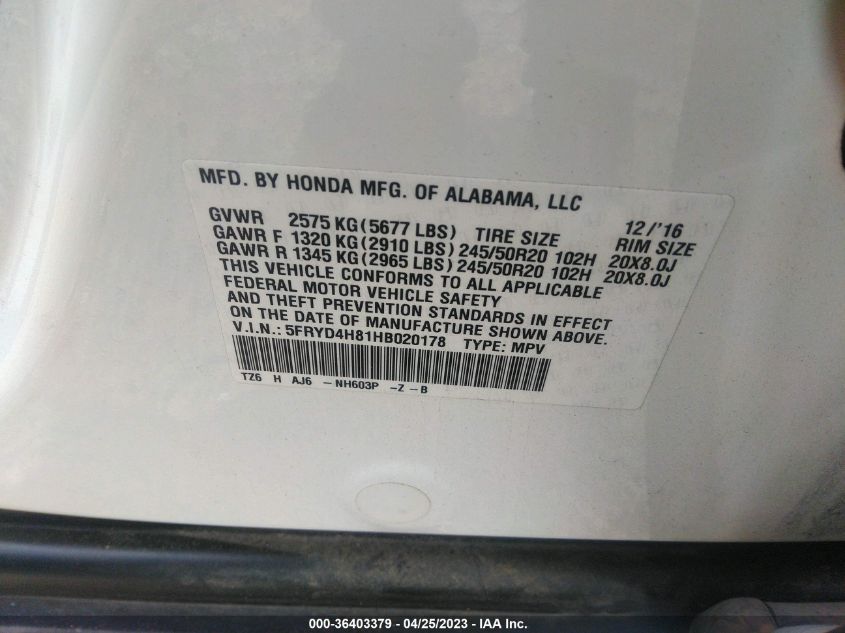 MFD. BY HONDA MFG. OF ALABAMA, LLC
GVWR 2575 KG(5677 LBS) TIRE SIZE 12/'16 RIM SIZE
GAWR F 1320 KG(2910 LBS) 245/50R20 102H 20X8.0J
GAWR R 1345 KG(2965 LBS) 245/50R20 102H 20X8.0J
THIS VEHICLE CONFORMS TO ALL APPLICABLE
FEDERAL MOTOR VEHICLE SAFETY
AND THEFT PREVENTION STANDARDS IN EFFECT
ON THE DATE OF MANUFACTURE SHOWN ABOVE.
V.I.N.: 5FRYD4H81HB020178 TYPE: MPV
TZ6 H AJ6 -NH603P -Z-B
000-36403379 - 04/25/2023 - IAA Inc.